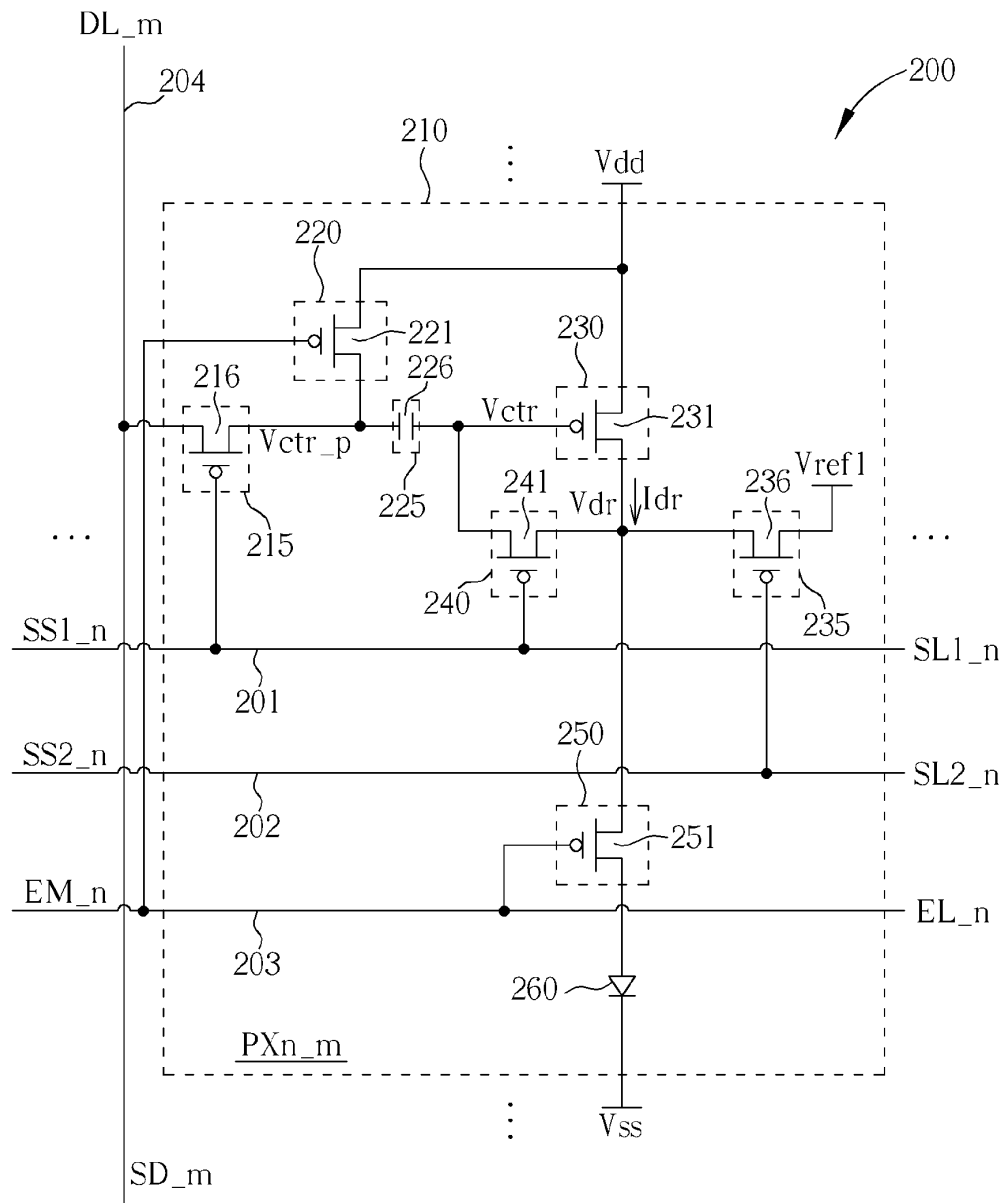 DL_m
204
200
210
Vdd
220
221
230
226
216
Vctr
231
Vctr_p
Vref1
241
236
Vdr
Idr
225
...
215
...
240
235
SS1_n
SL1_n
201
250
SS2_n
SL2_n
202
251
EM_n
EL_n
203
260
PXn_m
Vss
SD_m